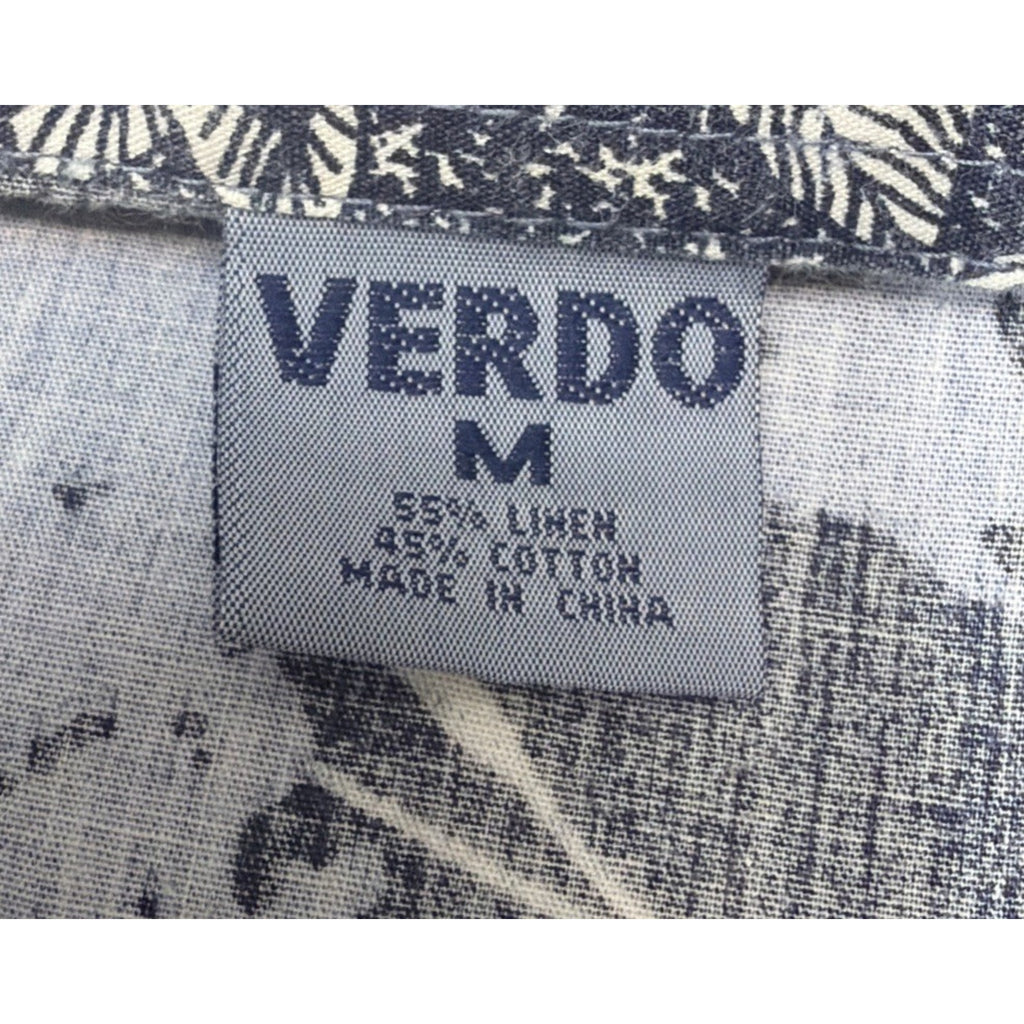 VERDO
M
55% LINEN
45% COTTON
MADE IN CHINA